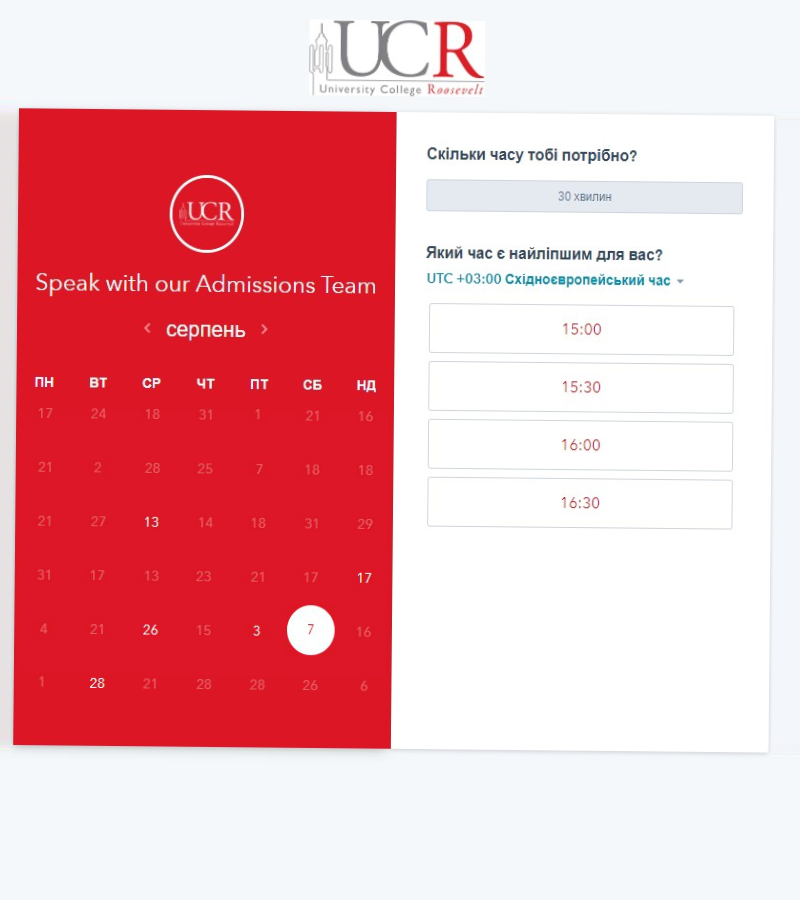 UCR
University College Roosevelt
UCR
University College Roosevelt
Speak with our Admissions Team
серпень
ПН ВТ СР ЧТ ПТ СБ НД
17 24 18 31 1 21 16
21 2 28 25 7 18 18
21 27 13 14 18 31 29
31 17 13 23 21 17 17
4 21 26 15 3 7 16
1 28 21 28 28 26 6
Скільки часу тобі потрібно?
30 хвилин
Який час є найліпшим для вас?
UTC +03:00 Східноєвропейський час
15:00
15:30
16:00
16:30